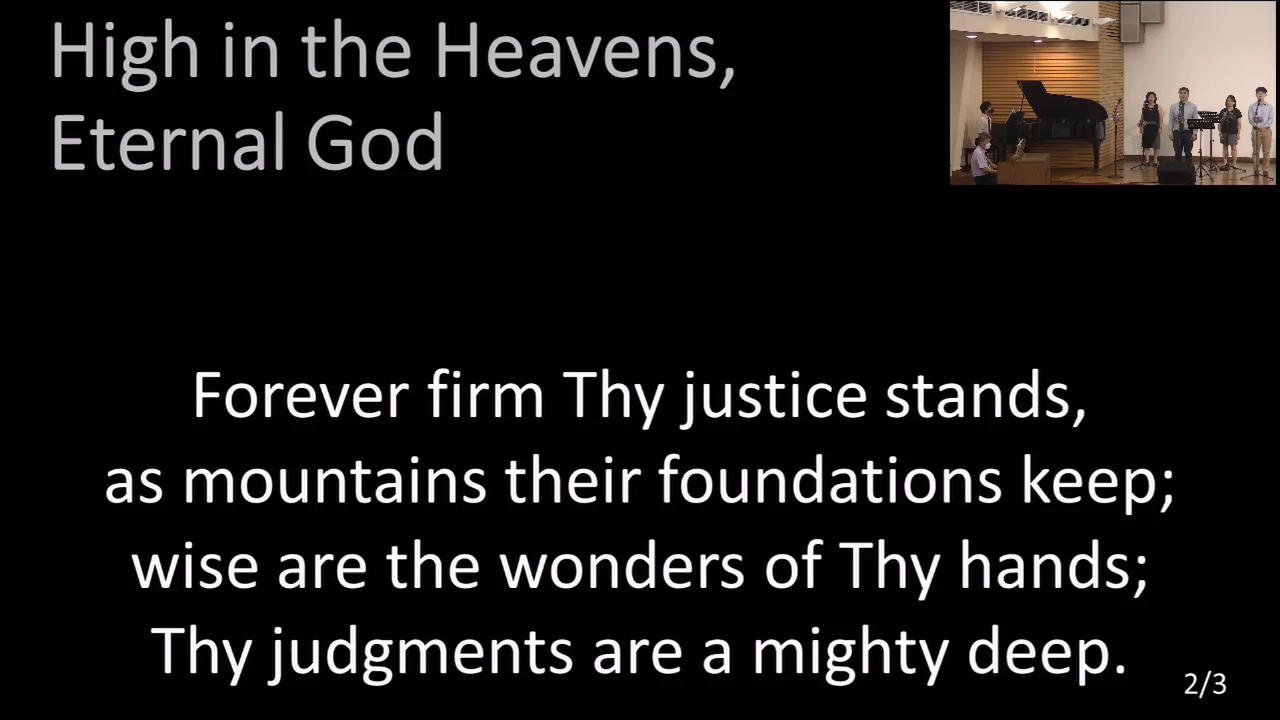 High in the Heavens,
Eternal God
Forever firm Thy justice stands,
as mountains their foundations keep;
wise are the wonders of Thy hands;
Thy judgments are a mighty deep.
2/3